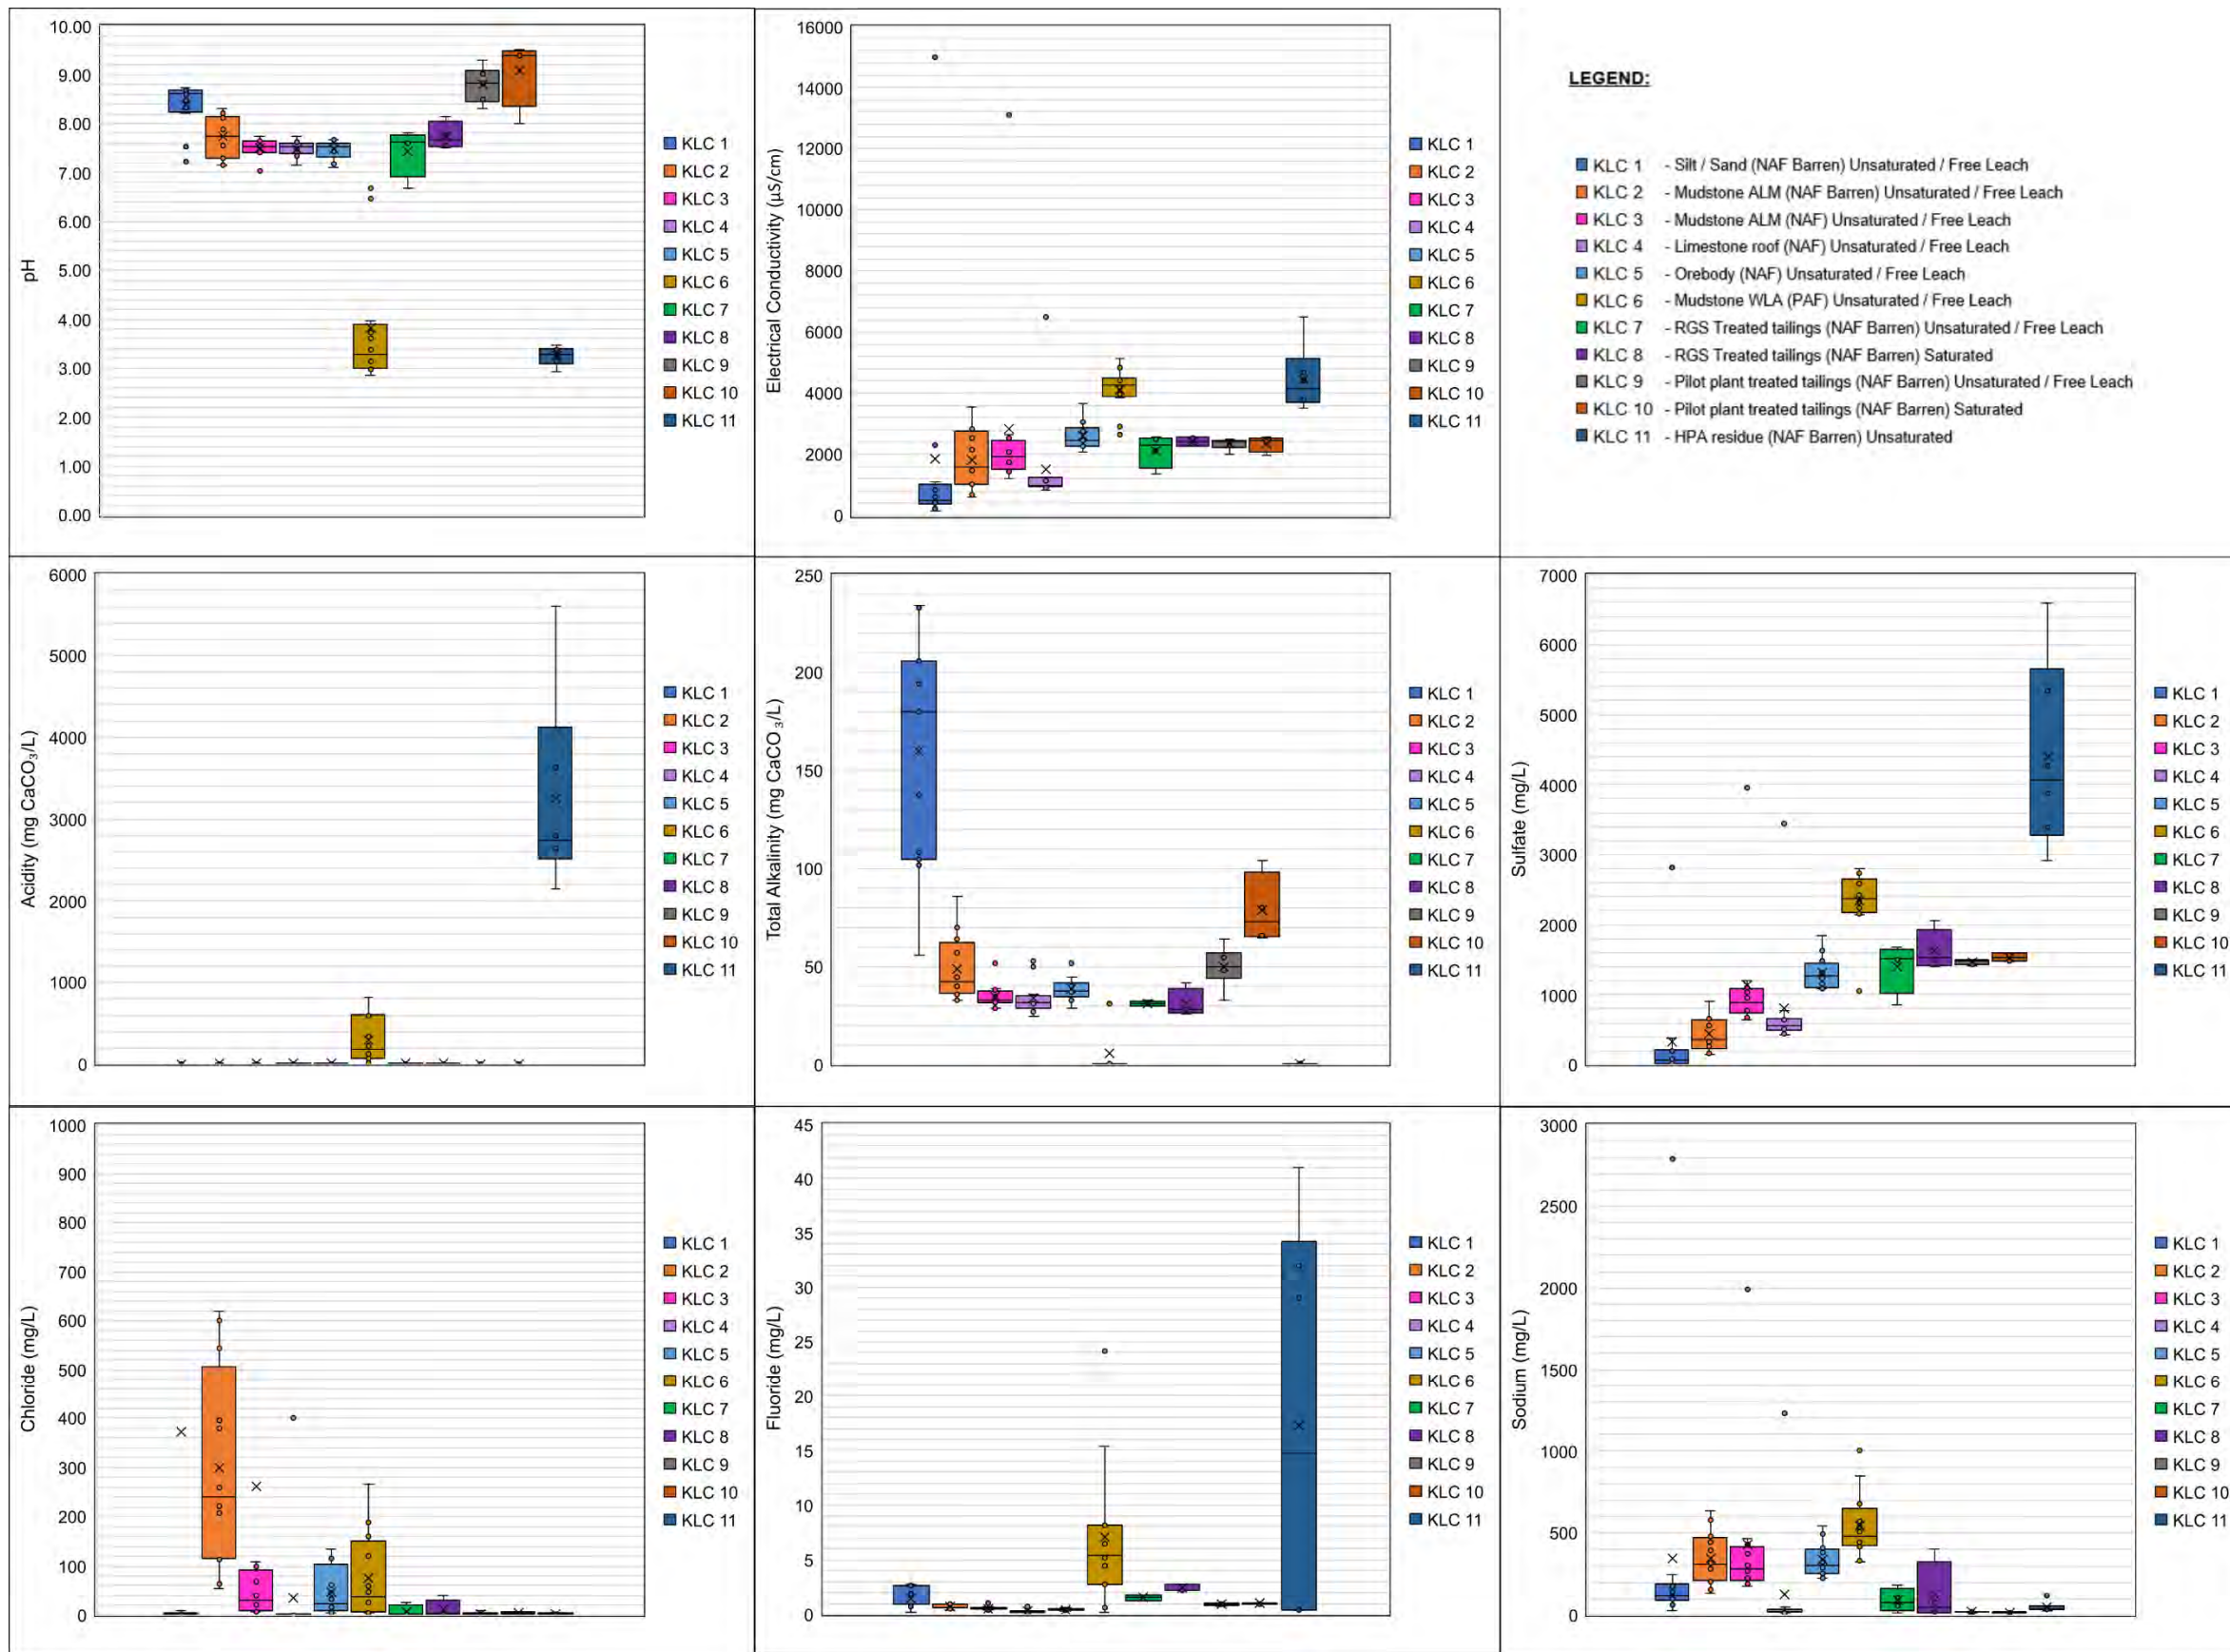 pH
10.00
9.00
8.00
7.00
6.00
5.00
4.00
3.00
2.00
1.00
0.00
KLC 1
KLC 2
KLC 3
KLC 4
KLC 5
KLC 6
KLC 7
KLC 8
KLC 9
KLC 10
KLC 11
Electrical Conductivity (µS/cm)
16000
14000
12000
10000
8000
6000
4000
2000
0
KLC 1
KLC 2
KLC 3
KLC 4
KLC 5
KLC 6
KLC 7
KLC 8
KLC 9
KLC 10
KLC 11
LEGEND:
KLC 1 - Silt / Sand (NAF Barren) Unsaturated / Free Leach
KLC 2 - Mudstone ALM (NAF Barren) Unsaturated / Free Leach
KLC 3 - Mudstone ALM (NAF) Unsaturated / Free Leach
KLC 4 - Limestone roof (NAF) Unsaturated / Free Leach
KLC 5 - Orebody (NAF) Unsaturated / Free Leach
KLC 6 - Mudstone WLA (PAF) Unsaturated / Free Leach
KLC 7 - RGS Treated tailings (NAF Barren) Unsaturated / Free Leach
KLC 8 - RGS Treated tailings (NAF Barren) Saturated
KLC 9 - Pilot plant treated tailings (NAF Barren) Unsaturated / Free Leach
KLC 10 - Pilot plant treated tailings (NAF Barren) Saturated
KLC 11 - HPA residue (NAF Barren) Unsaturated
Acidity (mg CaCO₃/L)
6000
5000
4000
3000
2000
1000
0
KLC 1
KLC 2
KLC 3
KLC 4
KLC 5
KLC 6
KLC 7
KLC 8
KLC 9
KLC 10
KLC 11
Total Alkalinity (mg CaCO₃/L)
250
200
150
100
50
0
KLC 1
KLC 2
KLC 3
KLC 4
KLC 5
KLC 6
KLC 7
KLC 8
KLC 9
KLC 10
KLC 11
Sulfate (mg/L)
7000
6000
5000
4000
3000
2000
1000
0
KLC 1
KLC 2
KLC 3
KLC 4
KLC 5
KLC 6
KLC 7
KLC 8
KLC 9
KLC 10
KLC 11
Chloride (mg/L)
1000
900
800
700
600
500
400
300
200
100
0
KLC 1
KLC 2
KLC 3
KLC 4
KLC 5
KLC 6
KLC 7
KLC 8
KLC 9
KLC 10
KLC 11
Fluoride (mg/L)
45
40
35
30
25
20
15
10
5
0
KLC 1
KLC 2
KLC 3
KLC 4
KLC 5
KLC 6
KLC 7
KLC 8
KLC 9
KLC 10
KLC 11
Sodium (mg/L)
3000
2500
2000
1500
1000
500
0
KLC 1
KLC 2
KLC 3
KLC 4
KLC 5
KLC 6
KLC 7
KLC 8
KLC 9
KLC 10
KLC 11